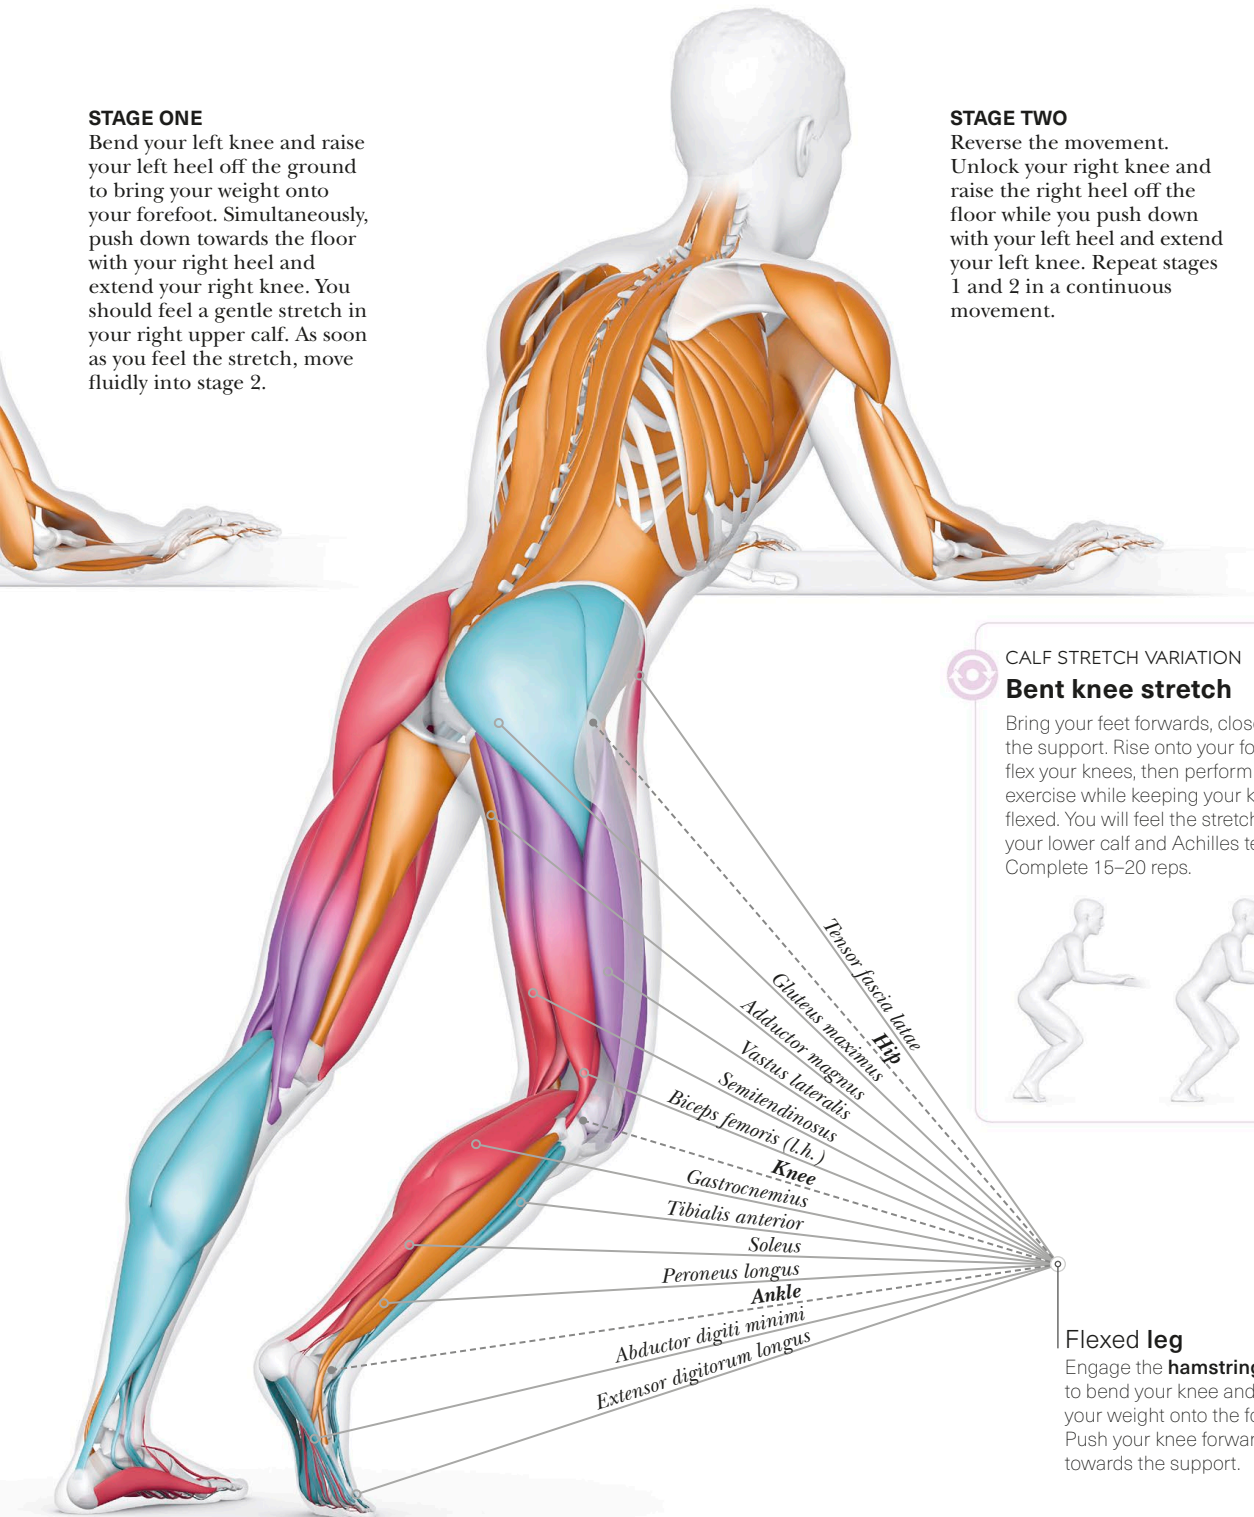 STAGE ONE
Bend your left knee and raise
your left heel off the ground
to bring your weight onto
your forefoot. Simultaneously,
push down towards the floor
with your right heel and
extend your right knee. You
should feel a gentle stretch in
your right upper calf. As soon
as you feel the stretch, move
fluidly into stage 2.
STAGE TWO
Reverse the movement.
Unlock your right knee and
raise the right heel off the
floor while you push down
with your left heel and extend
your left knee. Repeat stages
1 and 2 in a continuous
movement.
CALF STRETCH VARIATION
Bent knee stretch
Bring your feet forwards, close
the support. Rise onto your fo
flex your knees, then perform
exercise while keeping your k
flexed. You will feel the stretch
your lower calf and Achilles te
Complete 15–20 reps.
Tensor fascia latae
Hip
Gluteus maximus
Adductor magnus
Vastus lateralis
Semitendinosus
Biceps femoris (l.h.)
Knee
Gastrocnemius
Tibialis anterior
Soleus
Peroneus longus
Ankle
Abductor digiti minimi
Extensor digitorum longus
Flexed leg
Engage the hamstring
to bend your knee and
your weight onto the fo
Push your knee forwar
towards the support.